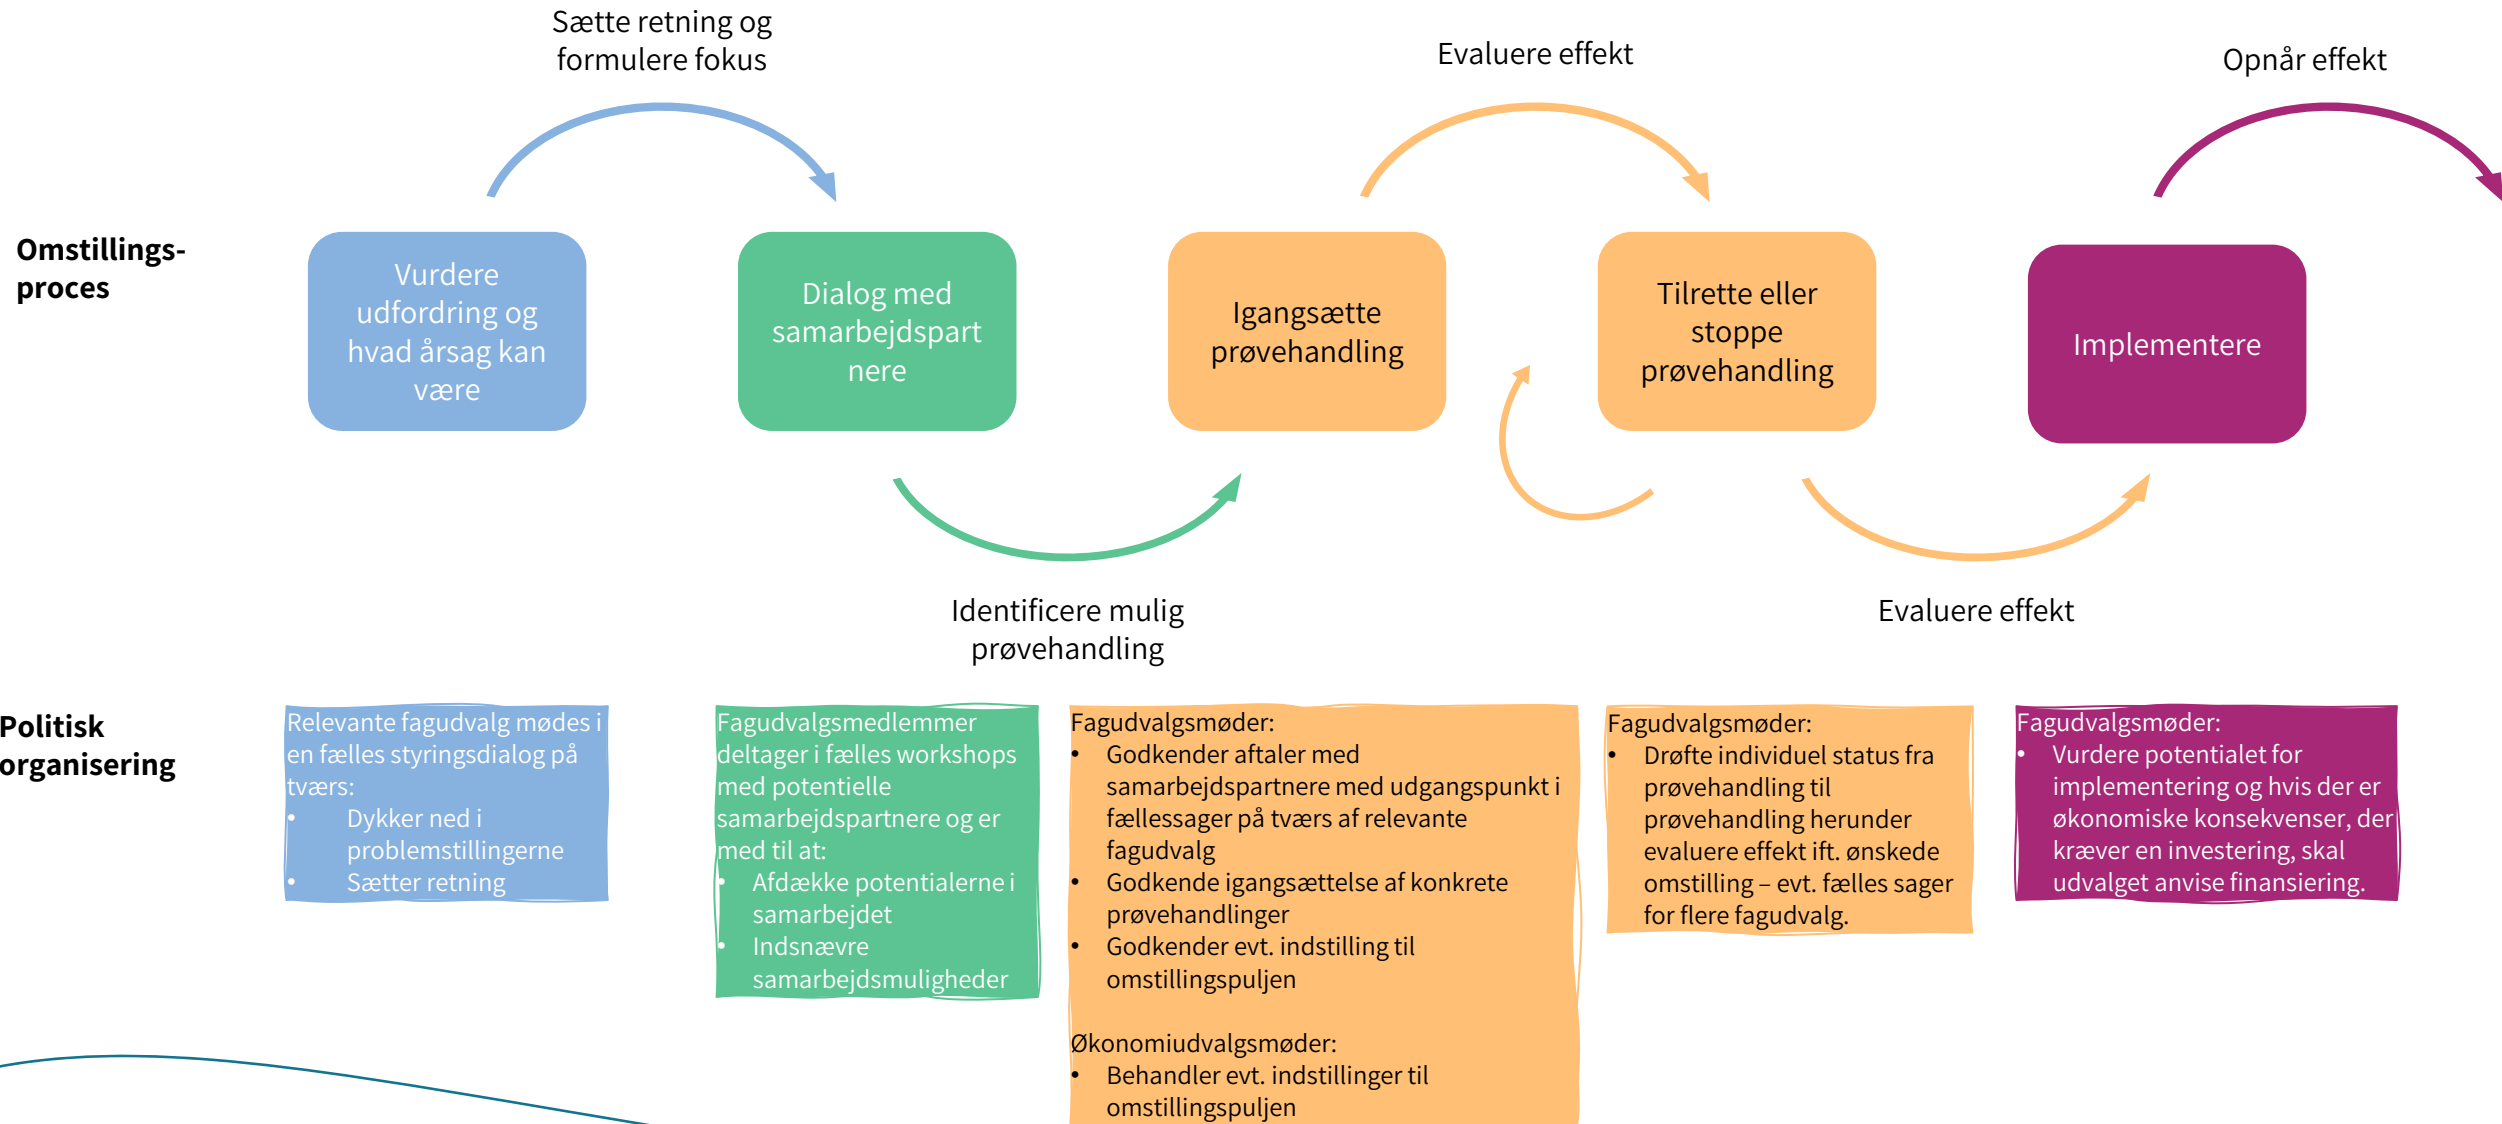 Sætte retning og
formulere fokus
Evaluere effekt
Opnår effekt
Omstillings-
proces
Vurdere
udfordring og
hvad årsag kan
være
Dialog med
samarbejdspart
nere
Igangsætte
prøvehandling
Tilrette eller
stoppe
prøvehandling
Implementere
Identificere mulig
prøvehandling
Evaluere effekt
Politisk
organisering
Relevante fagudvalg mødes i
en fælles styringsdialog på
tværs:
• Dykker ned i
problemstillingerne
• Sætter retning
Fagudvalgsmedlemmer
deltager i fælles workshops
med potentielle
samarbejdspartnere og er
med til at:
• Afdække potentialerne i
samarbejdet
• Indsnævre
samarbejdsmuligheder
Fagudvalgsmøder:
• Godkender aftaler med
samarbejdspartnere med udgangspunkt i
fællessager på tværs af relevante
fagudvalg
• Godkende igangsættelse af konkrete
prøvehandlinger
• Godkender evt. indstilling til
omstillingspuljen
Økonomiudvalgsmøder:
• Behandler evt. indstillinger til
omstillingspuljen
Fagudvalgsmøder:
• Drøfte individuel status fra
prøvehandling til
prøvehandling herunder
evaluere effekt ift. ønskede
omstilling – evt. fælles sager
for flere fagudvalg.
Fagudvalgsmøder:
• Vurdere potentialet for
implementering og hvis der er
økonomiske konsekvenser, der
kræver en investering, skal
udvalget anvise finansiering.